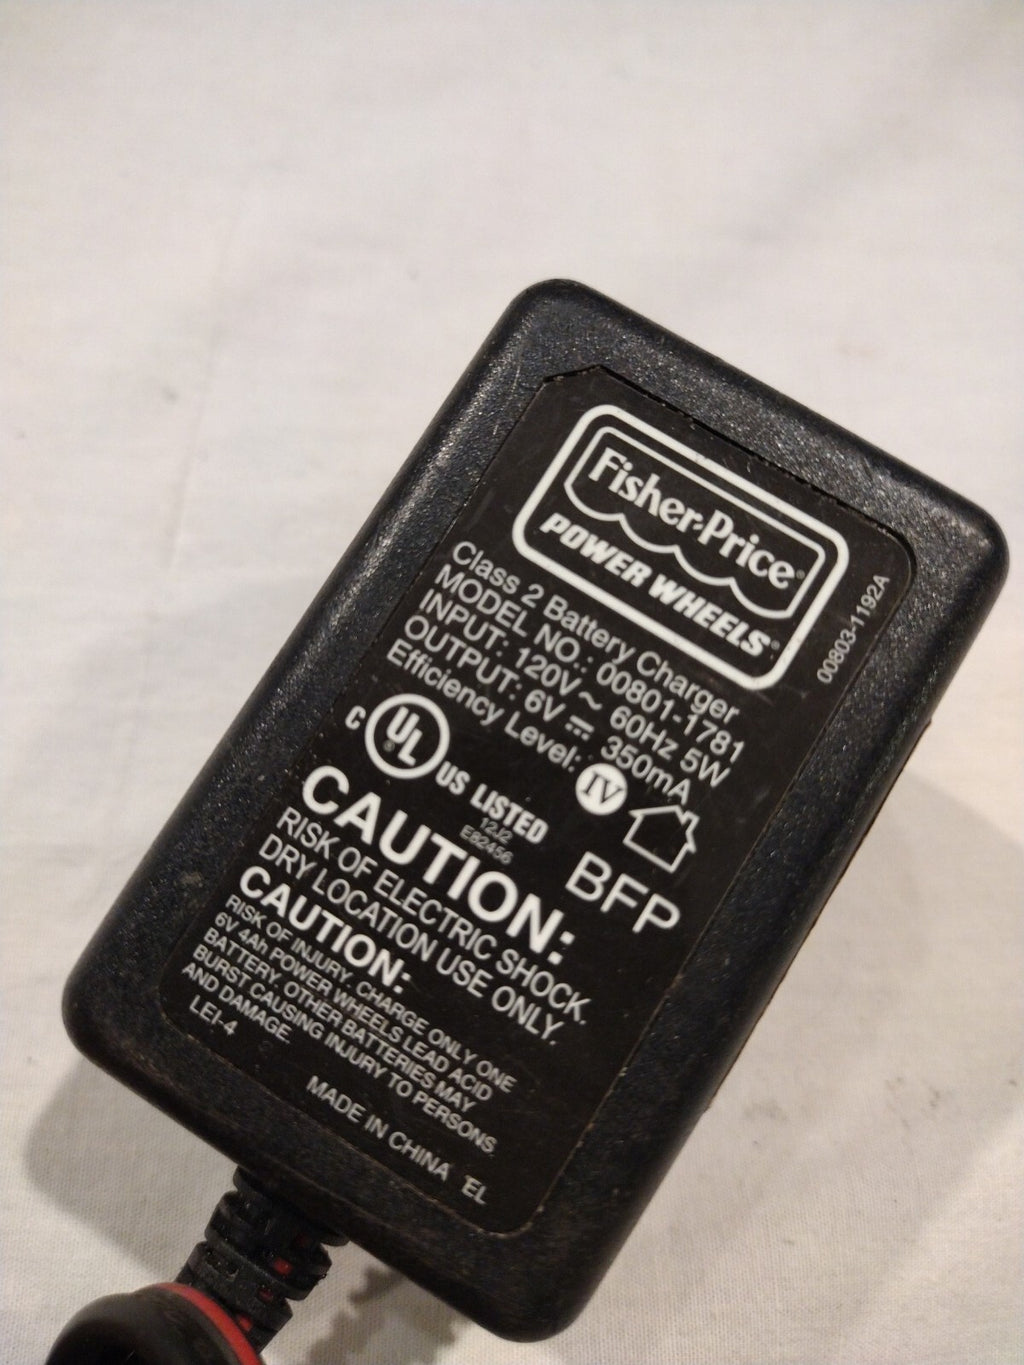 Fisher-Price®
POWER WHEELS®
00803-1192A
Class 2 Battery Charger
MODEL NO.: 00801-1781
INPUT: 120V~ 60Hz 5W
OUTPUT: 6V⎓ 350mA
Efficiency Level: IV
C UL® US LISTED
12J2
E82456
BFP
CAUTION:
RISK OF ELECTRIC SHOCK.
DRY LOCATION USE ONLY.
CAUTION:
RISK OF INJURY. CHARGE ONLY ONE
6V 4Ah POWER WHEELS LEAD ACID
BATTERY. OTHER BATTERIES MAY
BURST CAUSING INJURY TO PERSONS
AND DAMAGE.
LEI-4
MADE IN CHINA EL